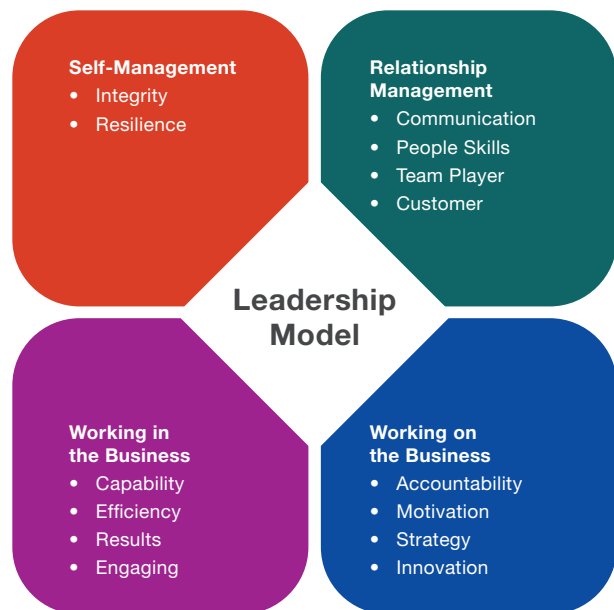 Self-Management
• Integrity
• Resilience
Relationship
Management
• Communication
• People Skills
• Team Player
• Customer
Leadership
Model
Working in
the Business
• Capability
• Efficiency
• Results
• Engaging
Working on
the Business
• Accountability
• Motivation
• Strategy
• Innovation